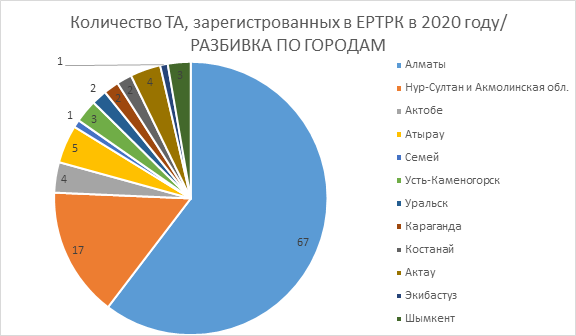 Количество ТА, зарегистрованных в ЕРТРК в 2020 году/
РАЗБИВКА ПО ГОРОДАМ
67
17
4
5
1
3
2
2
2
4
1
3
Алматы
Нур-Султан и Акмолинская обл.
Актобе
Атырау
Семей
Усть-Каменогорск
Уральск
Караганда
Костанай
Актау
Экибастуз
Шымкент